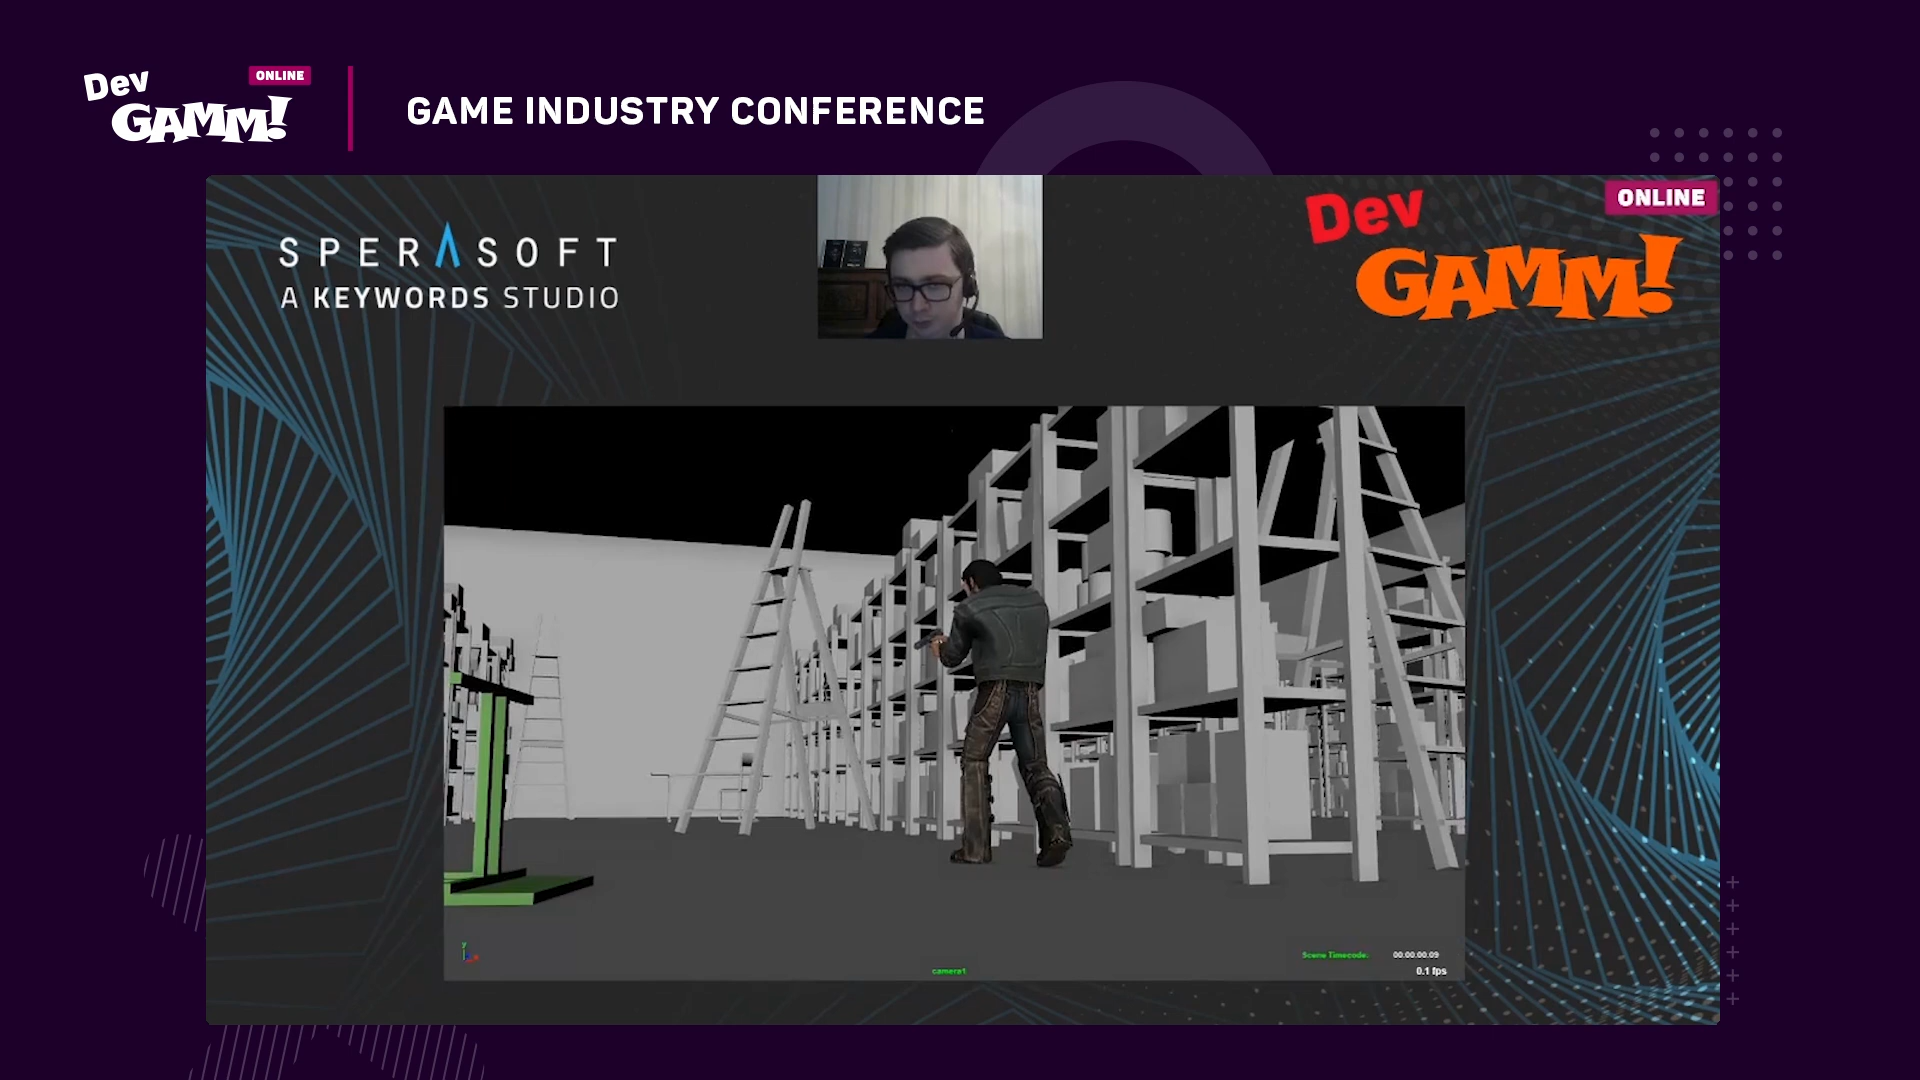 Dev
GAMM!
ONLINE
GAME INDUSTRY CONFERENCE
SPERASOFT
A KEYWORDS STUDIO
Dev
GAMM!
ONLINE
Scene Timecode:
00:00:00:09
camera1
0.1 fps
y